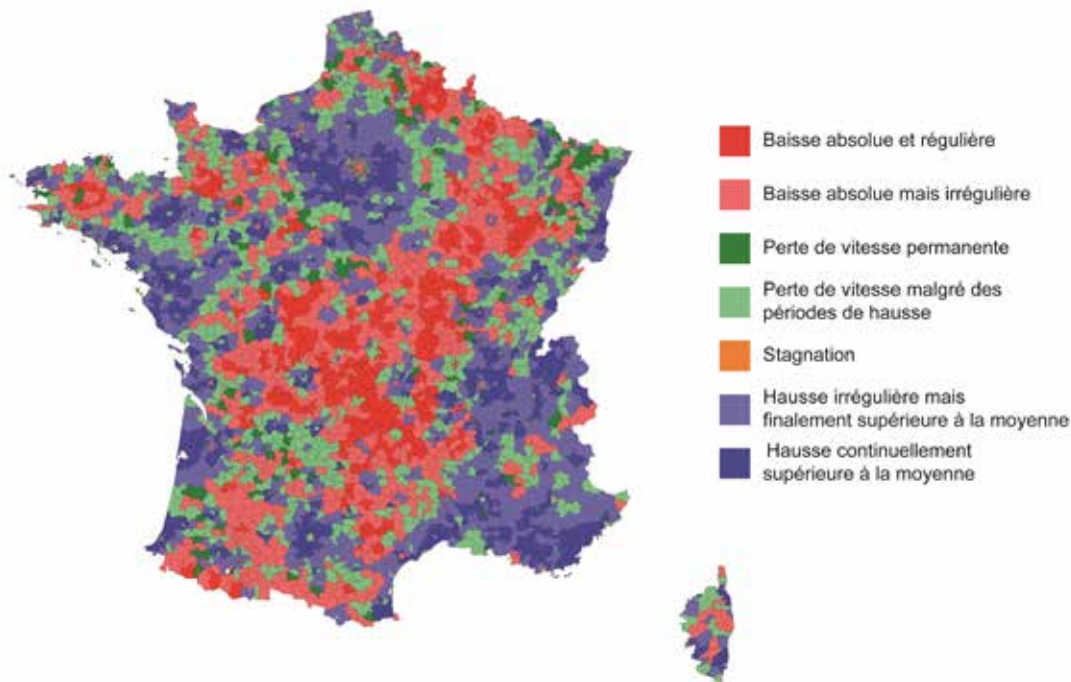 Baisse absolue et régulière
Baisse absolue mais irrégulière
Perte de vitesse permanente
Perte de vitesse malgré des
périodes de hausse
Stagnation
Hausse irrégulière mais
finalement supérieure à la moyenne
Hausse continuellement
supérieure à la moyenne